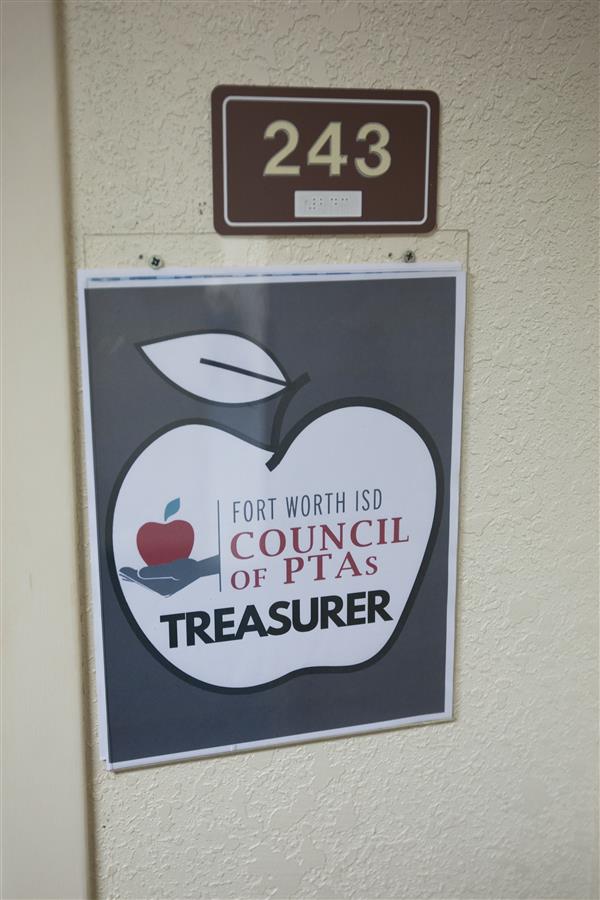 243
FORT WORTH ISD
COUNCIL
OF PTAs
TREASURER